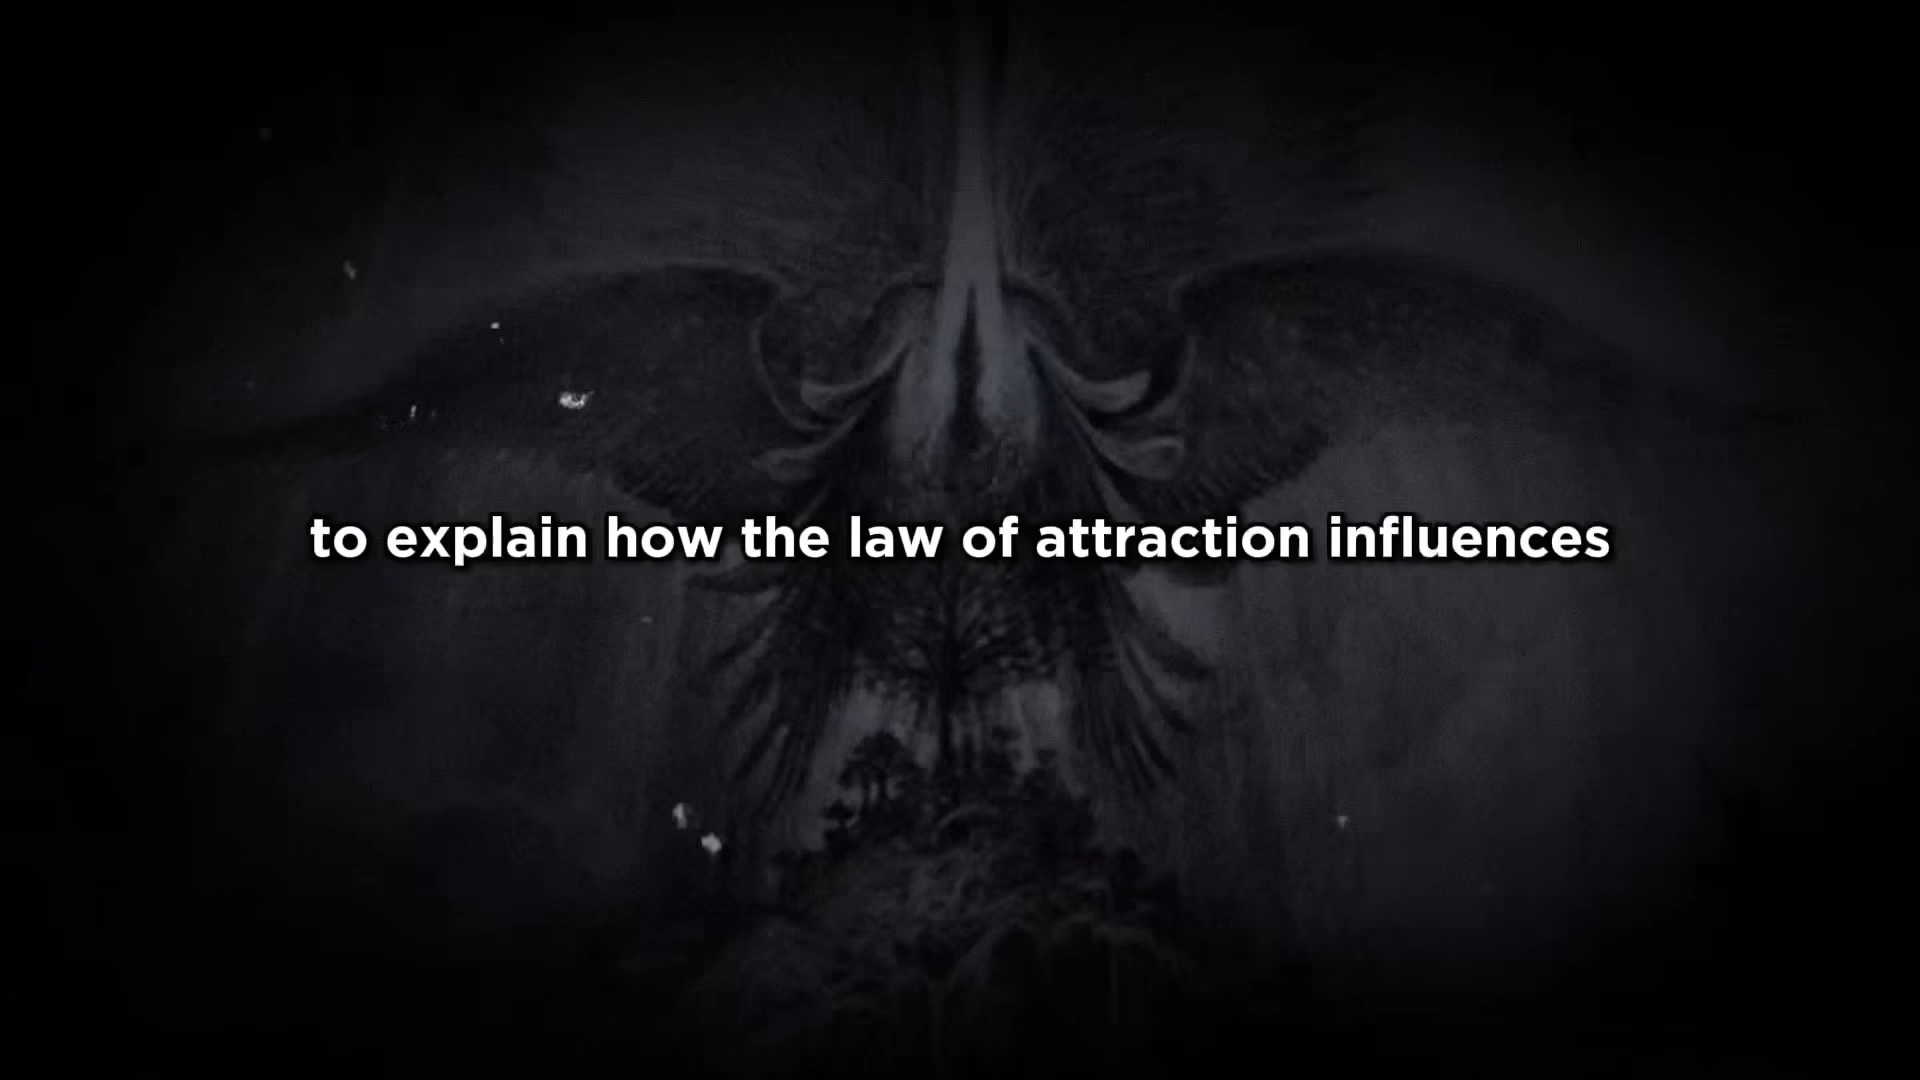 to explain how the law of attraction influences